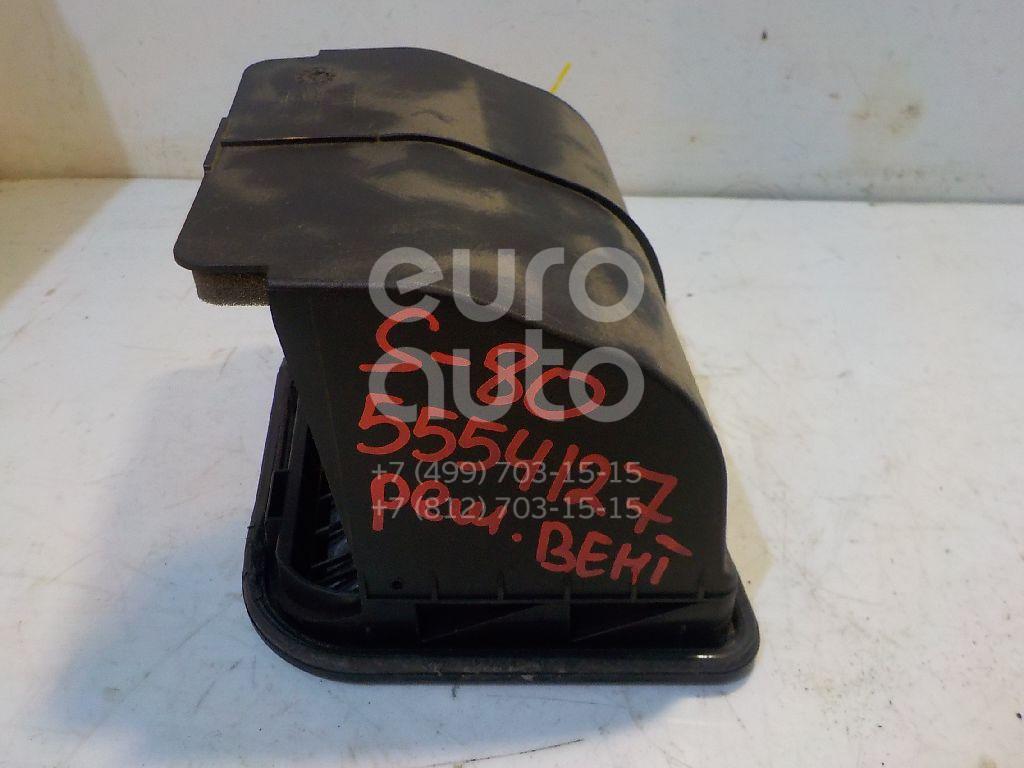 euro
auto
S-80
5554127
+7 (499) 703-15-15
+7 (812) 703-15-15
реш. ВЕНТ